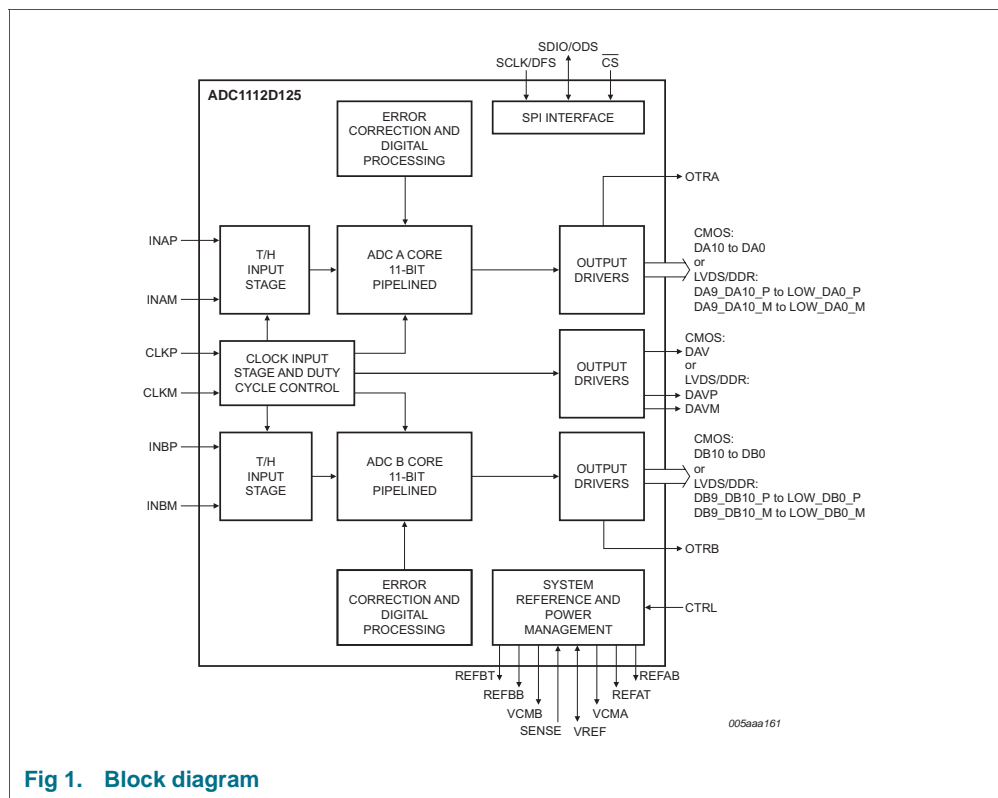 SDIO/ODS
SCLK/DFS
CS
ADC1112D125
ERROR
CORRECTION AND
DIGITAL
PROCESSING
SPI INTERFACE
OTRA
INAP
INAM
T/H
INPUT
STAGE
ADC A CORE
11-BIT
PIPELINED
OUTPUT
DRIVERS
CMOS:
DA10 to DA0
or
LVDS/DDR:
DA9_DA10_P to LOW_DA0_P
DA9_DA10_M to LOW_DA0_M
CLKP
CLKM
CLOCK INPUT
STAGE AND DUTY
CYCLE CONTROL
OUTPUT
DRIVERS
CMOS:
DAV
or
LVDS/DDR:
DAVP
DAVM
INBP
INBM
T/H
INPUT
STAGE
ADC B CORE
11-BIT
PIPELINED
OUTPUT
DRIVERS
CMOS:
DB10 to DB0
or
LVDS/DDR:
DB9_DB10_P to LOW_DB0_P
DB9_DB10_M to LOW_DB0_M
OTRB
ERROR
CORRECTION AND
DIGITAL
PROCESSING
SYSTEM
REFERENCE AND
POWER
MANAGEMENT
CTRL
REFBT
REFBB
VCMB
SENSE
VREF
VCMA
REFAT
REFAB
005aaa161
Fig 1. Block diagram